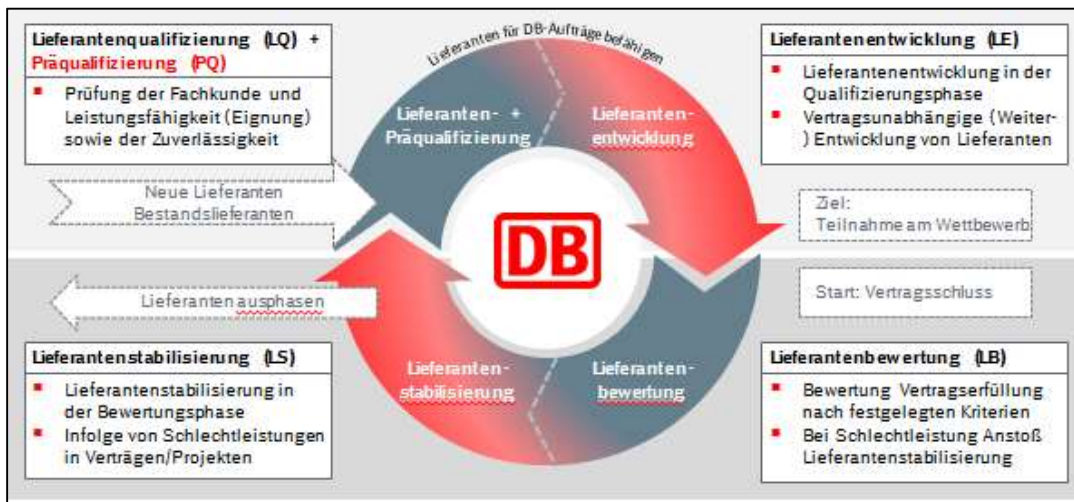 Lieferantenqualifizierung (LQ) +
Präqualifizierung (PQ)
Prüfung der Fachkunde und
Leistungsfähigkeit (Eignung)
sowie der Zuverlässigkeit
Neue Lieferanten
Bestandslieferanten
Lieferanten für DB-Aufträge befähigen
Lieferanten- +
Präqualifizierung
Lieferanten-
entwicklung
DB
Lieferantenentwicklung (LE)
Lieferantenentwicklung in der
Qualifizierungsphase
Vertragsunabhängige (Weiter-
) Entwicklung von Lieferanten
Ziel:
Teilnahme am Wettbewerb
Lieferanten ausphasen
Start: Vertragsschluss
Lieferantenstabilisierung (LS)
Lieferantenstabilisierung in
der Bewertungsphase
Infolge von Schlechtleistungen
in Verträgen/Projekten
Lieferanten-
stabilisierung
Lieferanten-
bewertung
Lieferantenbewertung (LB)
Bewertung Vertragserfüllung
nach festgelegten Kriterien
Bei Schlechtleistung Anstoß
Lieferantenstabilisierung